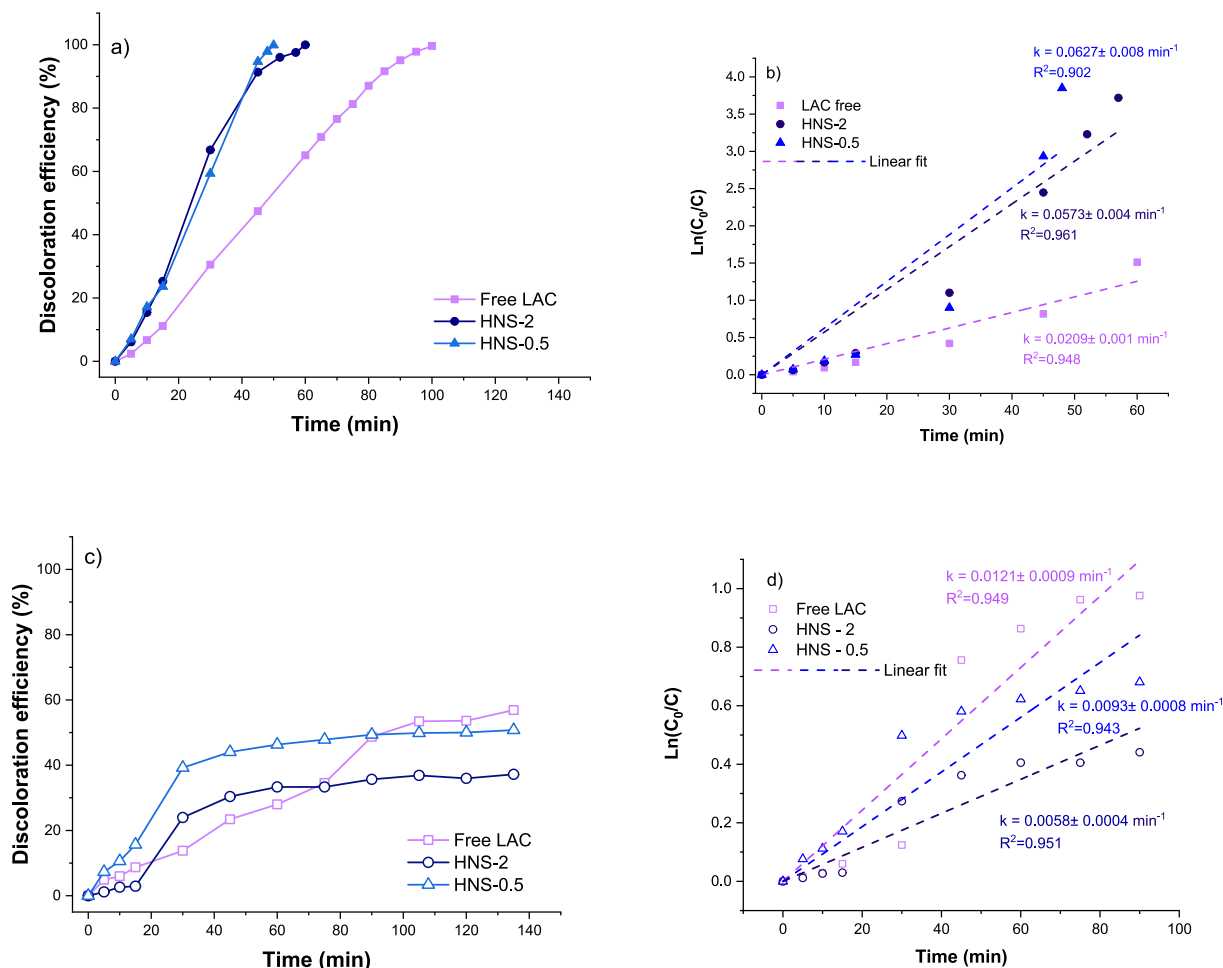 a)
Discoloration efficiency (%)
100
80
60
40
20
0
Free LAC
HNS-2
HNS-0.5
0 20 40 60 80 100 120 140
Time (min)
b)
k = 0.0627± 0.008 min⁻¹
R²=0.902
LAC free
HNS-2
HNS-0.5
Linear fit
Ln(C₀/C)
4.0
3.5
3.0
2.5
2.0
1.5
1.0
0.5
0.0
k = 0.0573± 0.004 min⁻¹
R²=0.961
k = 0.0209± 0.001 min⁻¹
R²=0.948
0 10 20 30 40 50 60
Time (min)
c)
Discoloration efficiency (%)
100
80
60
40
20
0
Free LAC
HNS-2
HNS-0.5
0 20 40 60 80 100 120 140
Time (min)
d)
k = 0.0121± 0.0009 min⁻¹
R²=0.949
Free LAC
HNS - 2
HNS - 0.5
Linear fit
Ln(C₀/C)
1.0
0.8
0.6
0.4
0.2
0.0
k = 0.0093± 0.0008 min⁻¹
R²=0.943
k = 0.0058± 0.0004 min⁻¹
R²=0.951
0 20 40 60 80 100
Time (min)